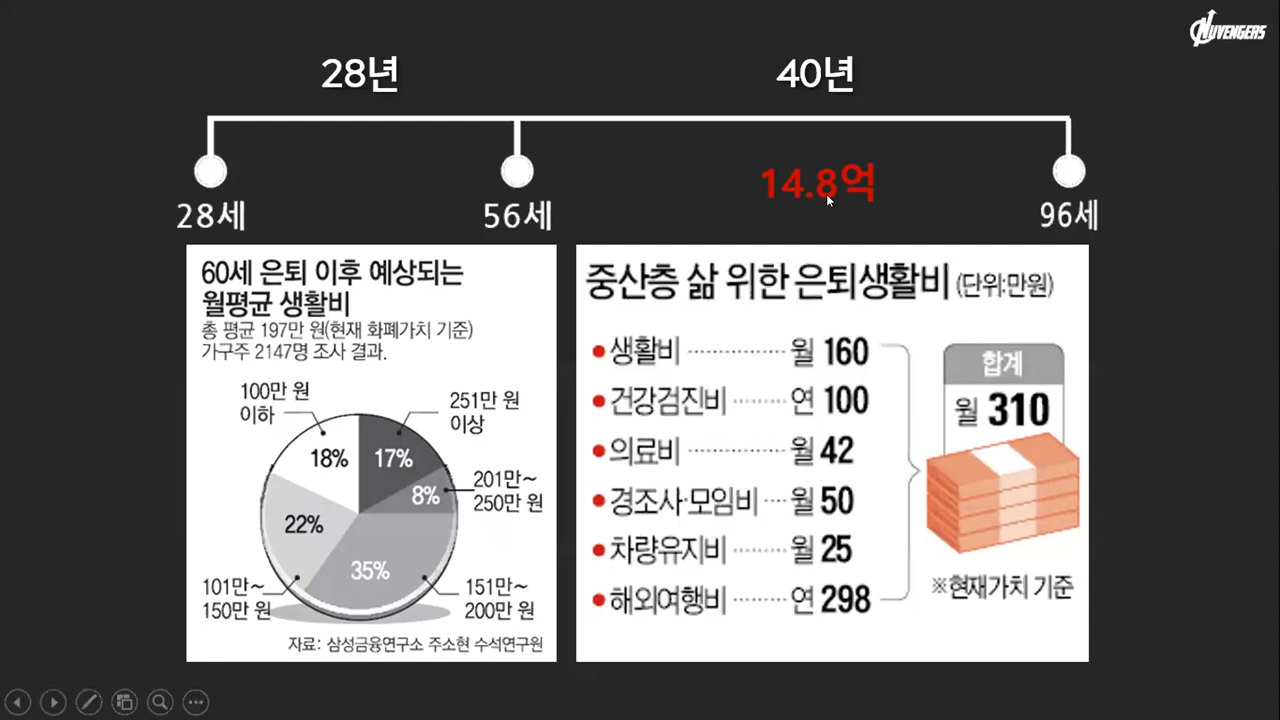 NUVENGERS
28년
40년
14.8억
28세
56세
96세
60세 은퇴 이후 예상되는
월평균 생활비
총 평균 197만 원(현재 화폐가치 기준)
가구주 2147명 조사 결과.
100만 원
이하
251만 원
이상
18%
17%
201만~
250만 원
8%
22%
35%
101만~
150만 원
151만~
200만 원
자료: 삼성금융연구소 주소현 수석연구원
중산층 삶 위한 은퇴생활비 (단위:만원)
• 생활비 ············ 월 160
• 건강검진비 ······· 연 100
• 의료비 ············ 월 42
• 경조사·모임비 ··· 월 50
• 차량유지비 ······· 월 25
• 해외여행비 ······· 연 298
합계
월 310
※현재가치 기준